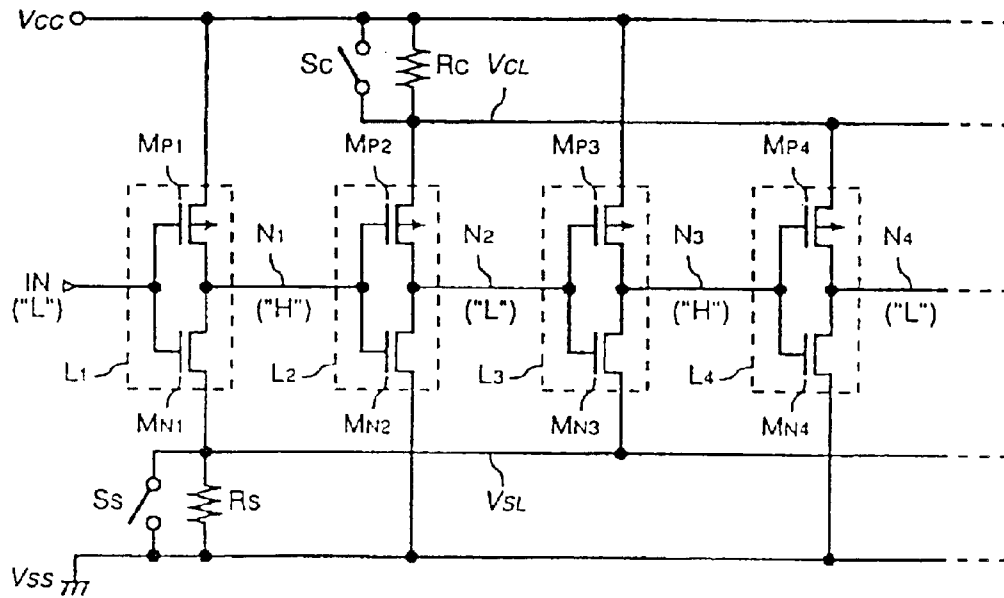 VCC
SC
RC
VCL
MP1
MP2
MP3
MP4
N1
N2
N3
N4
IN
("L")
("H")
("L")
("H")
("L")
L1
L2
L3
L4
MN1
MN2
MN3
MN4
SS
RS
VSL
VSS